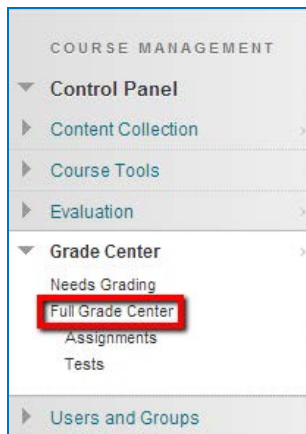 COURSE MANAGEMENT
Control Panel
Content Collection
Course Tools
Evaluation
Grade Center
Needs Grading
Full Grade Center
Assignments
Tests
Users and Groups